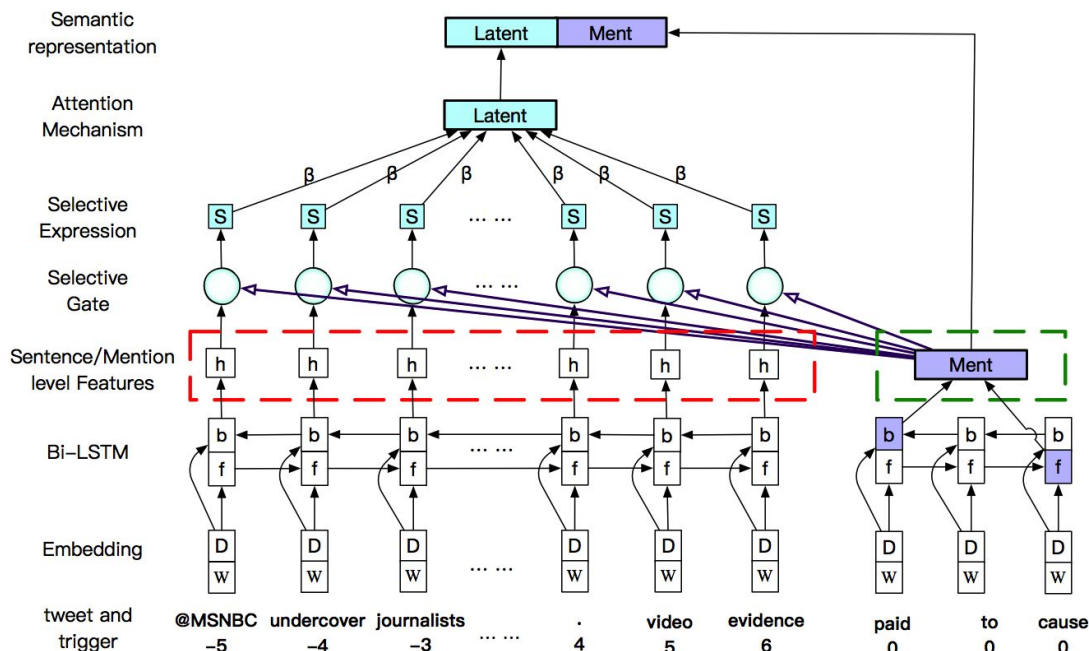 Semantic representation
Latent Ment
Attention Mechanism
Latent
β β β β β β
Selective Expression
S S S ... ... S S S
Selective Gate
... ...
Sentence/Mention level Features
h h h ... ... h h h
Ment
Bi-LSTM
b b b ... ... b b b b b b
f f f f f f f f f
Embedding
D D D D D D D D D
W W W ... ... W W W W W W
tweet and trigger
@MSNBC undercover journalists . video evidence paid to cause
-5 -4 -3 ... ... 4 5 6 0 0 0